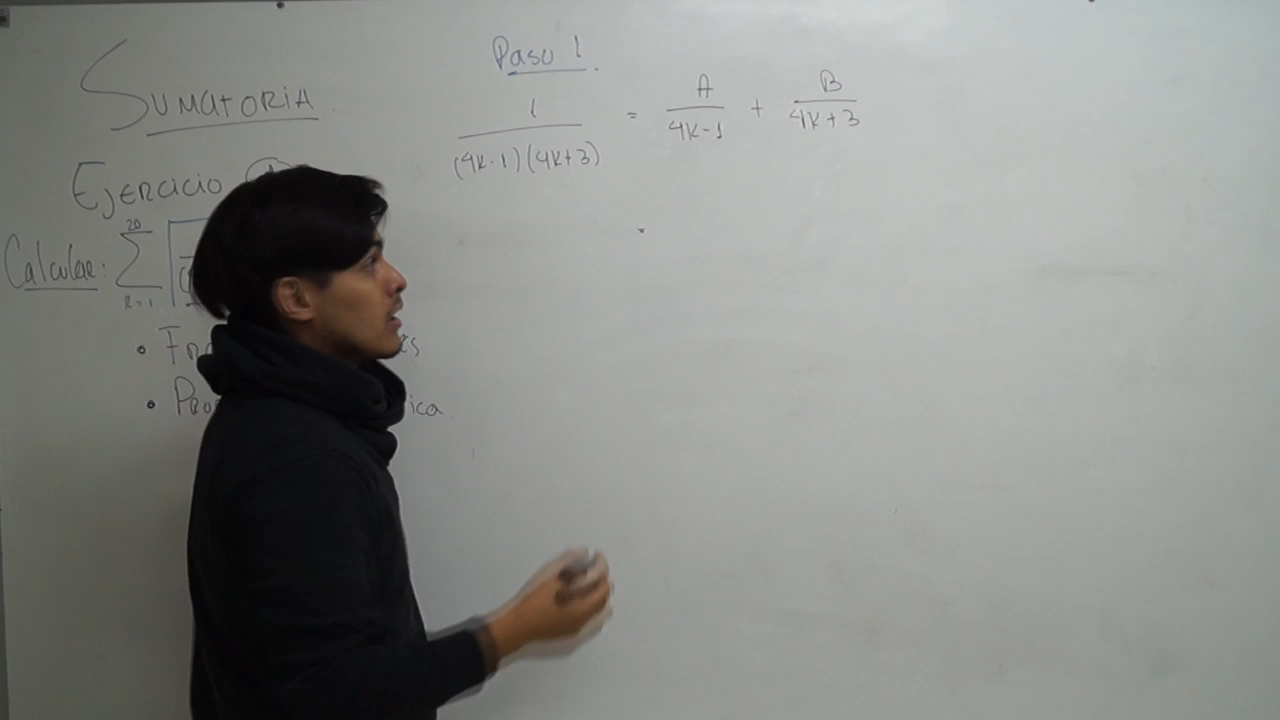 SUMATORIA
EJERCICIO
Calcular: 20 Σ k=1
Paso 1.
1/((4k-1)(4k+3)) = A/(4k-1) + B/(4k+3)